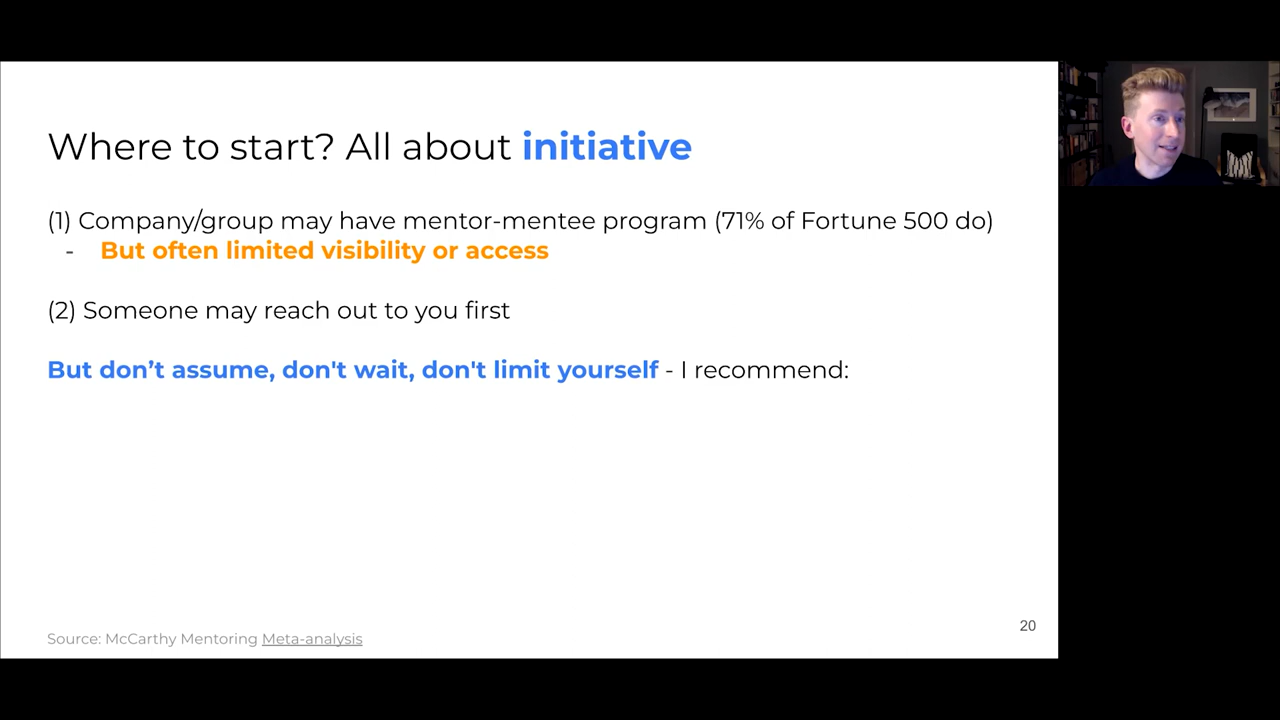 Where to start? All about initiative
(1) Company/group may have mentor-mentee program (71% of Fortune 500 do)
- But often limited visibility or access
(2) Someone may reach out to you first
But don’t assume, don't wait, don't limit yourself - I recommend:
20
Source: McCarthy Mentoring Meta-analysis